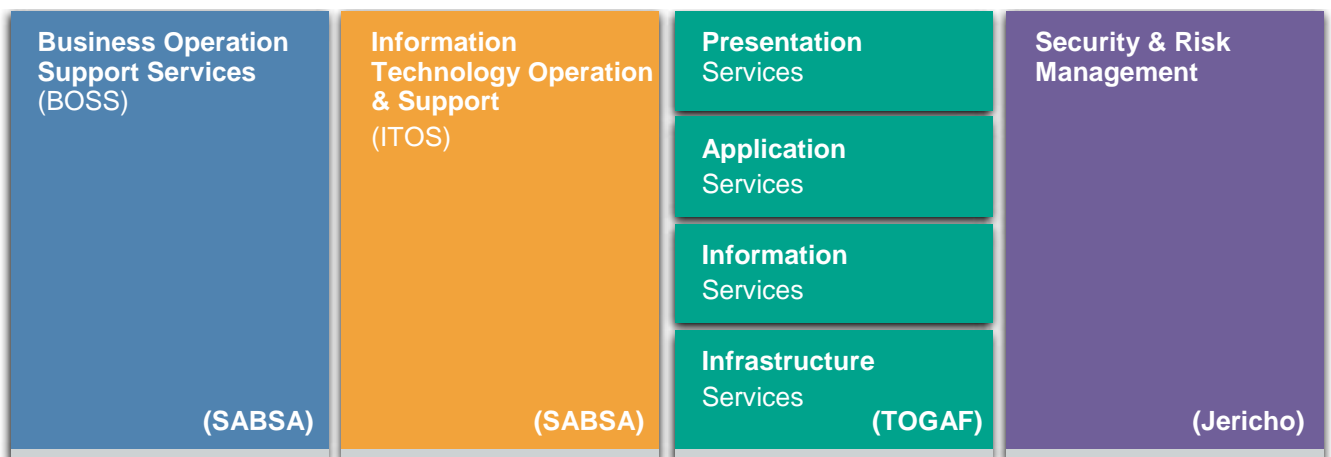 Business Operation
Support Services
(BOSS)
(SABSA)
Information
Technology Operation
& Support
(ITOS)
(SABSA)
Presentation
Services
Application
Services
Information
Services
Infrastructure
Services
(TOGAF)
Security & Risk
Management
(Jericho)